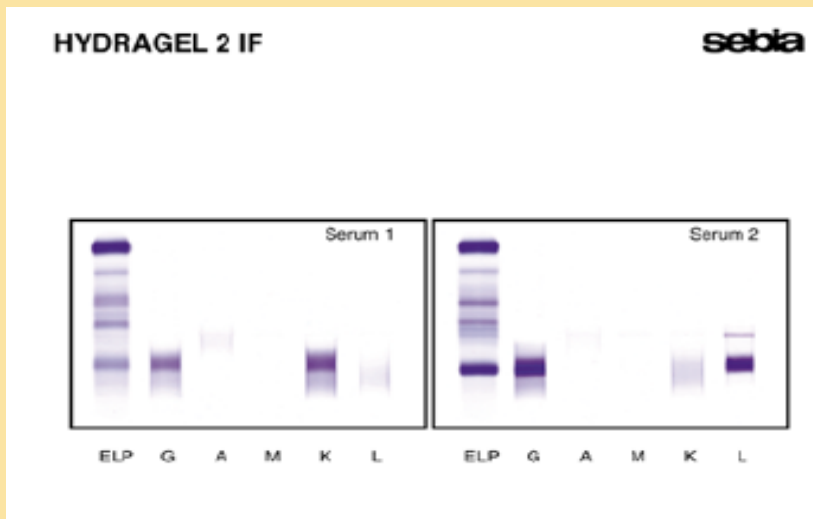 HYDRAGEL 2 IF
sebia
Serum 1
Serum 2
ELP G A M K L
ELP G A M K L